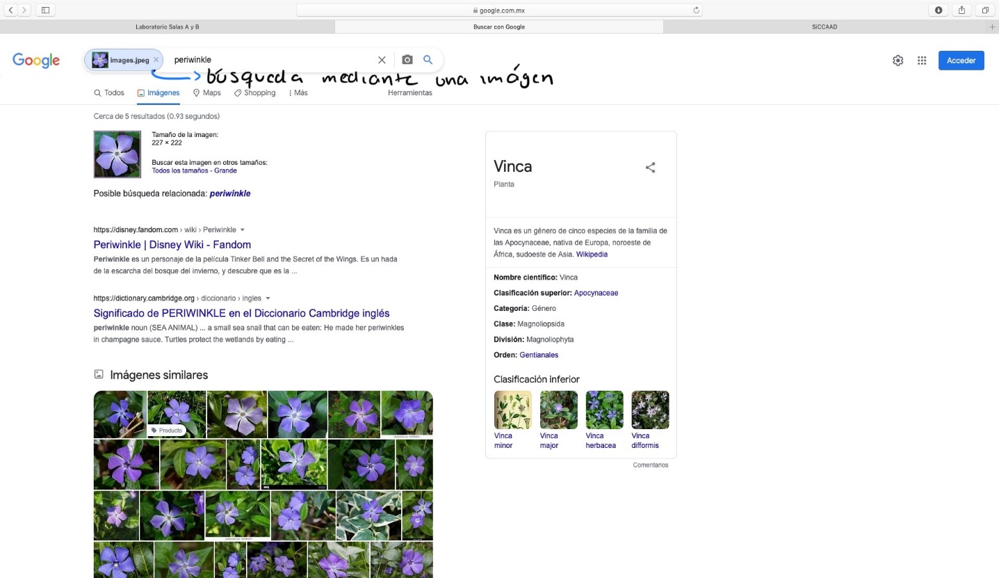 google.com.mx
Laboratorio Salas A y B
Buscar con Google
SiCCAAD
Google
images.jpeg
periwinkle
Acceder
búsqueda mediante una imágen
Todos
Imágenes
Maps
Shopping
Más
Herramientas
Cerca de 5 resultados (0.93 segundos)
Tamaño de la imagen:
227 × 222
Buscar esta imagen en otros tamaños:
Todos los tamaños - Grande
Posible búsqueda relacionada: periwinkle
https://disney.fandom.com › wiki › Periwinkle
Periwinkle | Disney Wiki - Fandom
Periwinkle es un personaje de la película Tinker Bell and the Secret of the Wings. Es un hada
de la escarcha del bosque del invierno, y descubre que es la ...
https://dictionary.cambridge.org › diccionario › ingles
Significado de PERIWINKLE en el Diccionario Cambridge inglés
periwinkle noun (SEA ANIMAL) ... a small sea snail that can be eaten: He made her periwinkles
in champagne sauce. Turtles protect the wetlands by eating ...
Imágenes similares
Producto
Vinca
Planta
Vinca es un género de cinco especies de la familia de
las Apocynaceae, nativa de Europa, noroeste de
África, sudoeste de Asia. Wikipedia
Nombre científico: Vinca
Clasificación superior: Apocynaceae
Categoría: Género
Clase: Magnoliopsida
División: Magnoliophyta
Orden: Gentianales
Clasificación inferior
Vinca
minor
Vinca
major
Vinca
herbacea
Vinca
difformis
Comentarios